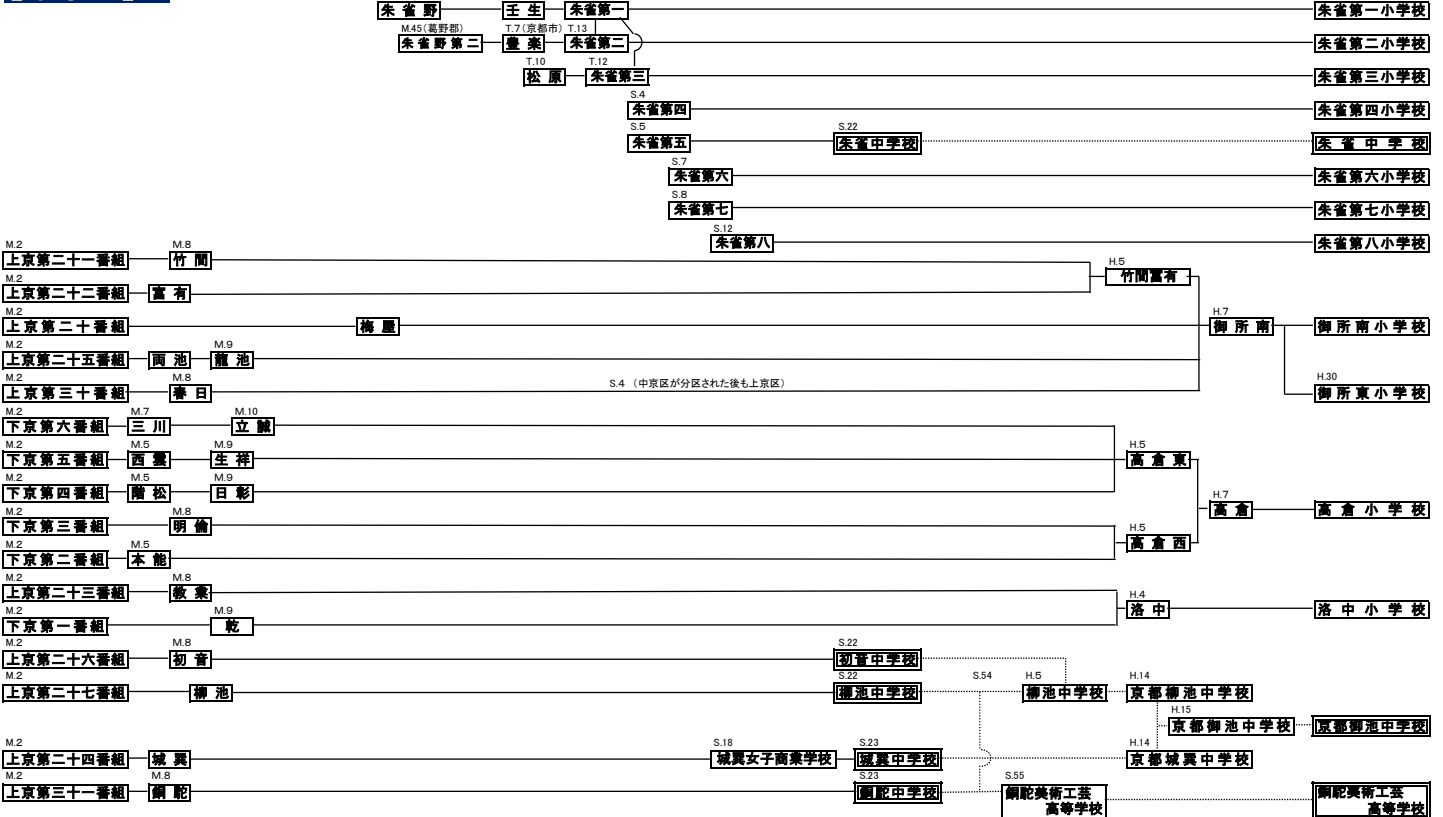 朱雀野 壬生 朱雀第一 朱雀第一小学校
M.45(葛野郡) T.7(京都市) T.13
朱雀野第二 豊楽 朱雀第二 朱雀第二小学校
T.10 T.12
松原 朱雀第三 朱雀第三小学校
S.4
朱雀第四 朱雀第四小学校
S.5 S.22
朱雀第五 朱雀中学校 朱雀中学校
S.7
朱雀第六 朱雀第六小学校
S.8
朱雀第七 朱雀第七小学校
S.12
朱雀第八 朱雀第八小学校
M.2 M.8
上京第二十一番組 竹間
H.5
竹間富有
M.2
上京第二十二番組 富有
M.2 H.7
上京第二十番組 梅屋 御所南 御所南小学校
M.2 M.9
上京第二十五番組 両池 龍池
M.2 M.8 S.4 (中京区が分区された後も上京区) H.30
上京第三十番組 春日 御所東小学校
M.2 M.7 M.10
下京第六番組 三川 立誠
M.2 M.5 M.9 H.5
下京第五番組 西雲 生祥 高倉東
M.2 M.5 M.9
下京第四番組 階松 日彰
H.7
高倉 高倉小学校
M.2 M.8
下京第三番組 明倫
H.5
高倉西
M.2 M.5
下京第二番組 本能
M.2 M.8
上京第二十三番組 教業
H.4
洛中 洛中小学校
M.2 M.9
下京第一番組 乾
M.2 M.8 S.22
上京第二十六番組 初音 初音中学校
M.2 S.22 S.54 H.5 H.14
上京第二十七番組 柳池 柳池中学校 柳池中学校 京都柳池中学校
H.15
京都御池中学校 京都御池中学校
M.2 S.18 S.23 H.14
上京第二十四番組 城巽 城巽女子商業学校 城巽中学校 京都城巽中学校
M.2 M.8 S.23 S.55
上京第三十一番組 銅駝 銅駝中学校 銅駝美術工芸 銅駝美術工芸
高等学校 高等学校